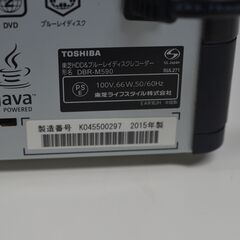 DVD
ブルーレイディスク
TOSHIBA
東芝HDD&ブルーレイディスクレコーダー
形名 DBR-M590
PS
E
100V, 66W, 50/60Hz
東芝ライフスタイル株式会社
Java
POWERED
製造番号 K045500297 2015年製